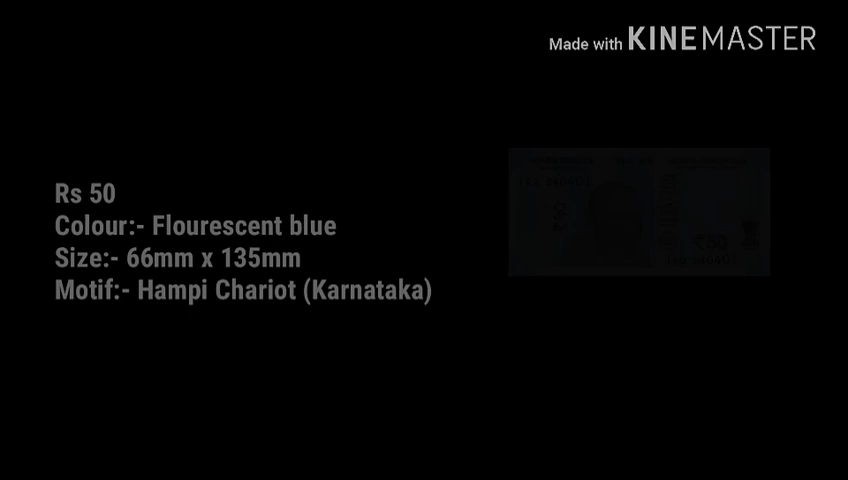 Made with KINEMASTER
Rs 50
Colour:- Flourescent blue
Size:- 66mm x 135mm
Motif:- Hampi Chariot (Karnataka)